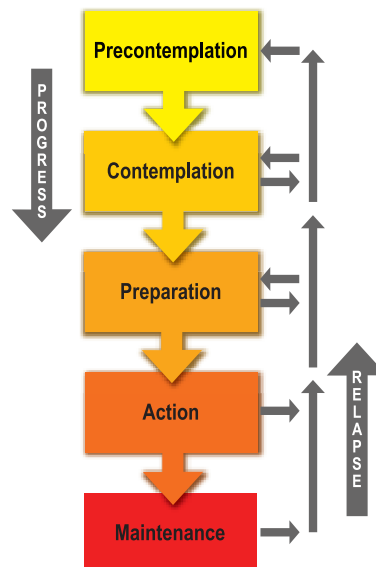 Precontemplation
PROGRESS
Contemplation
Preparation
Action
RELAPSE
Maintenance